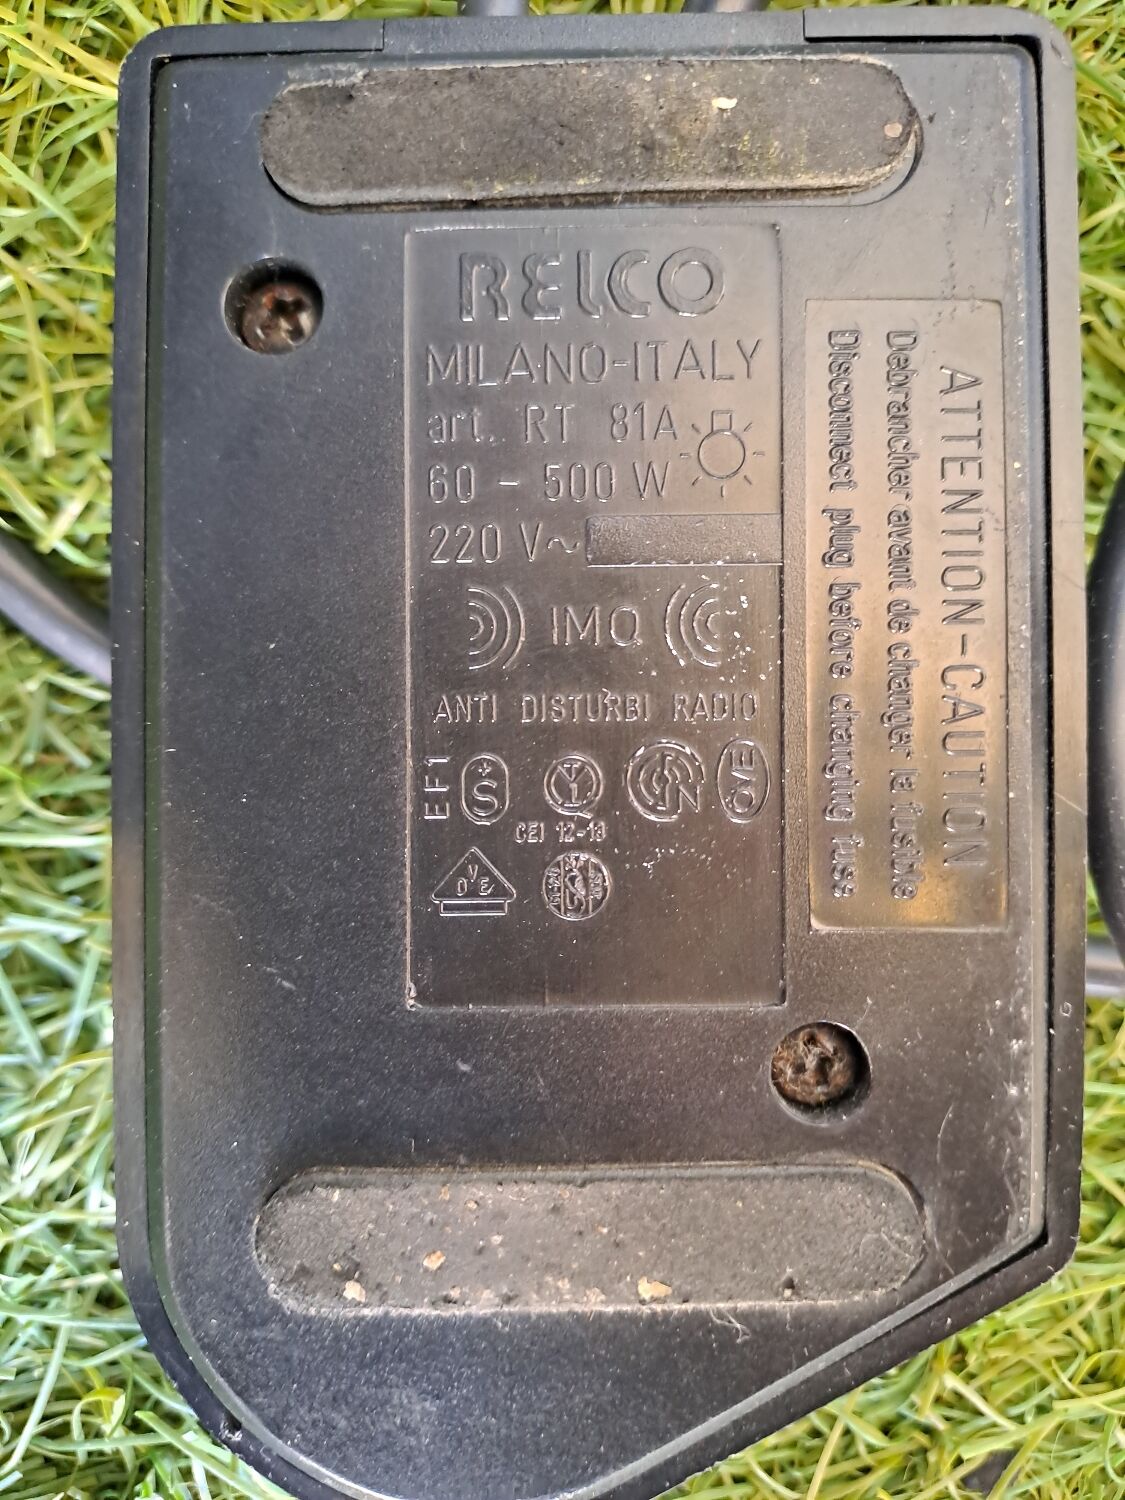 RELCO
MILANO-ITALY
art. RT 81A
60 - 500 W
220 V~
IMQ
ANTI DISTURBI RADIO
EF1
+S
ÖVE
CEI 12-13
OVE
ATTENTION-CAUTION
Debrancher avant de changer le fusible
Disconnect plug before changing fuse